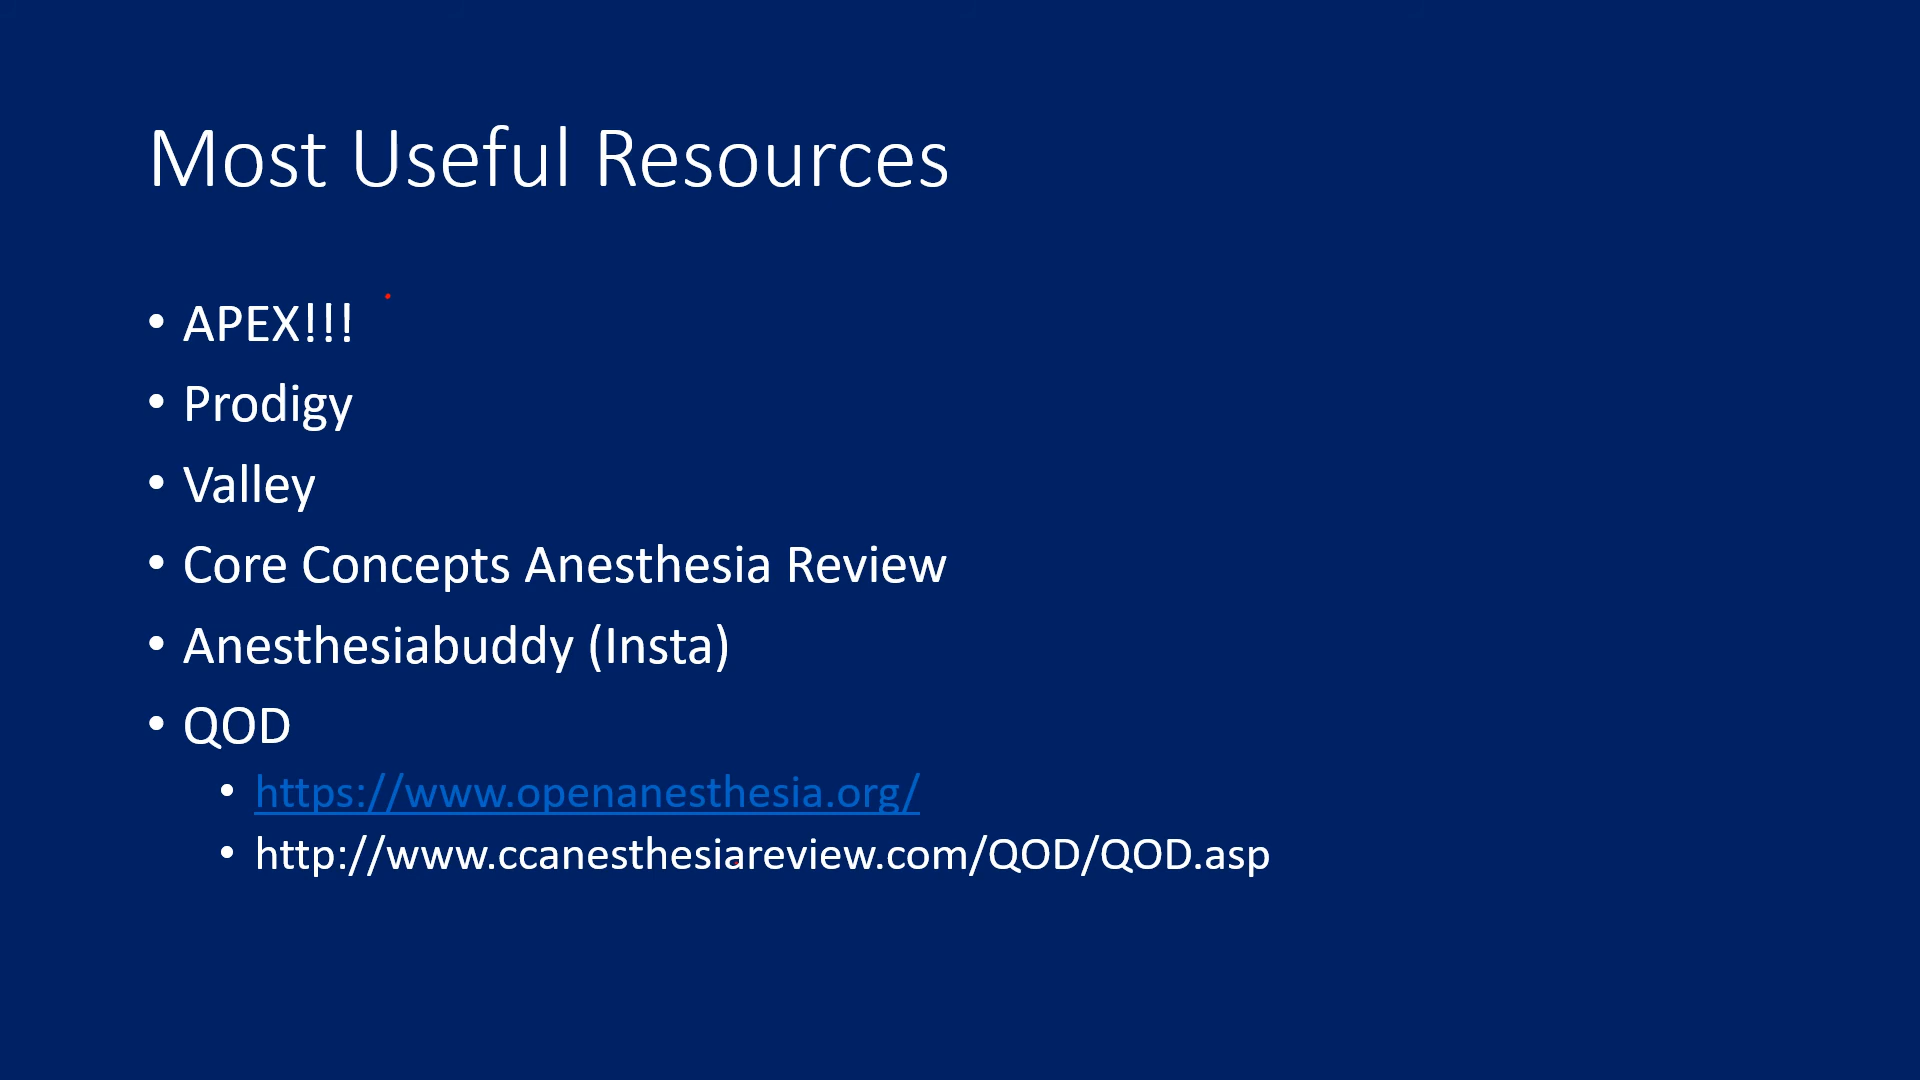 Most Useful Resources
• APEX!!!
• Prodigy
• Valley
• Core Concepts Anesthesia Review
• Anesthesiabuddy (Insta)
• QOD
• https://www.openanesthesia.org/
• http://www.ccanesthesiareview.com/QOD/QOD.asp